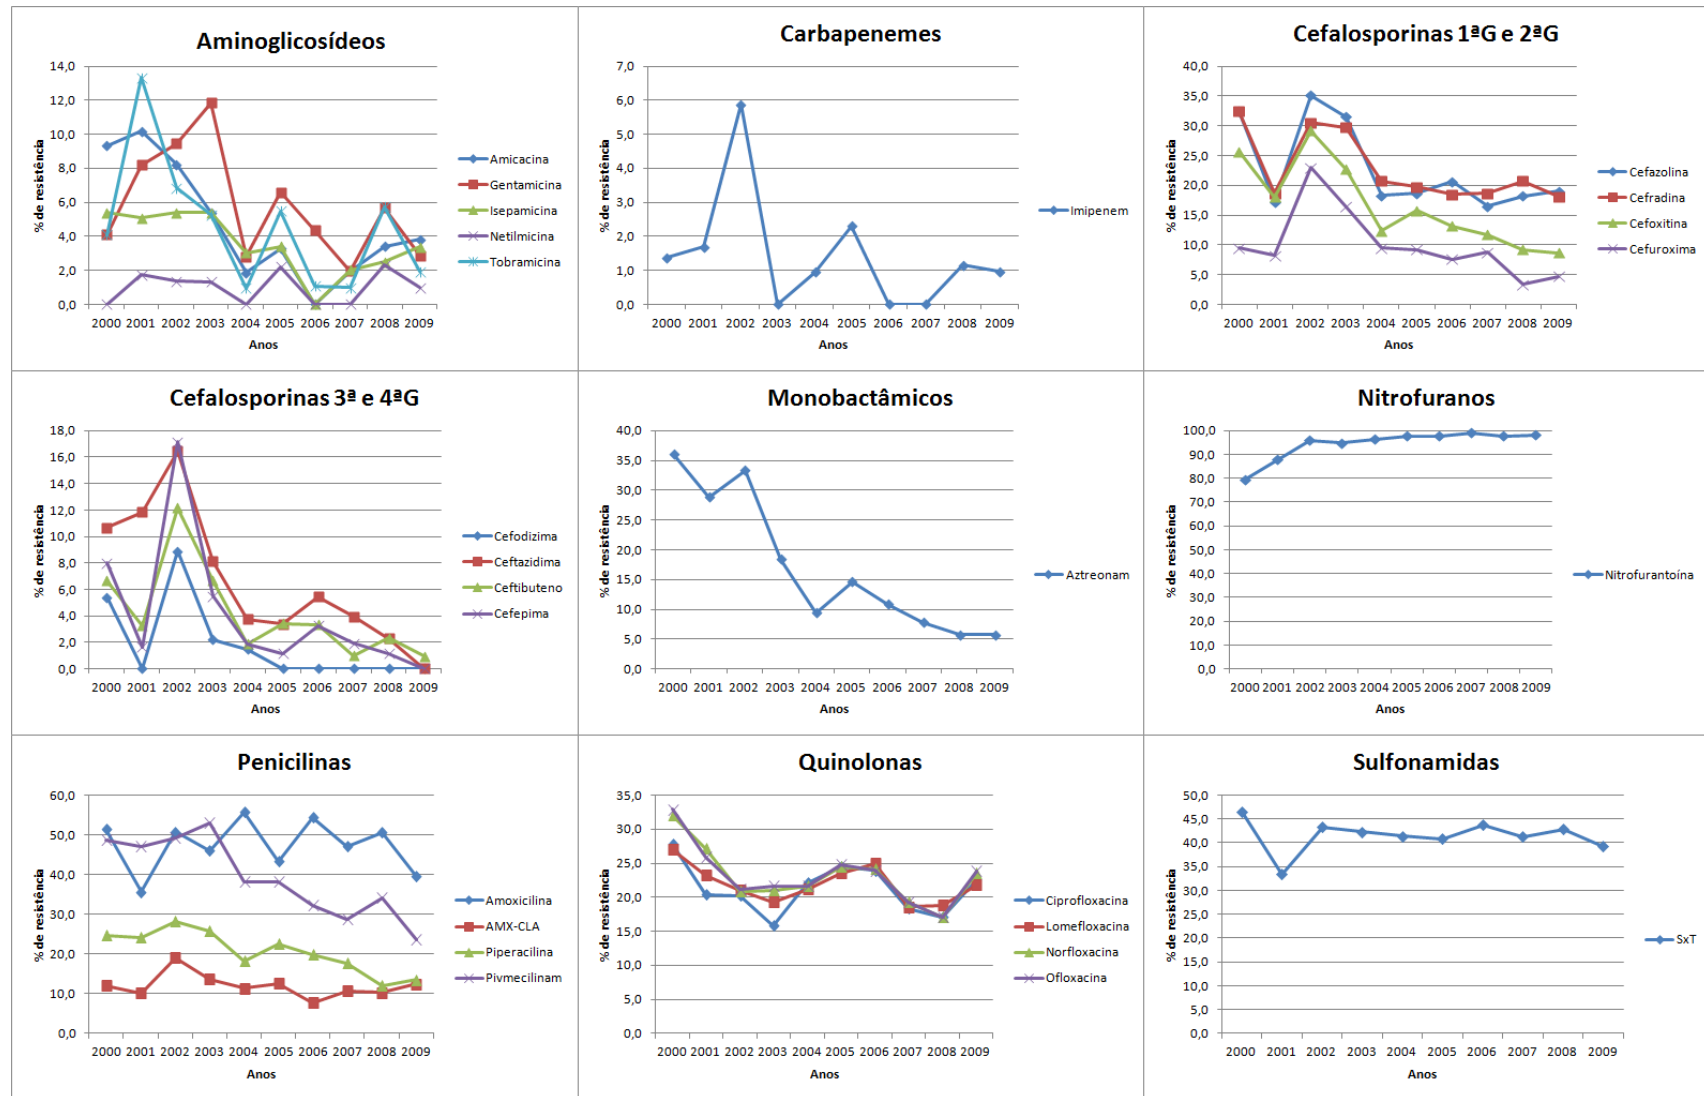 Aminoglicosídeos
14,0
12,0
10,0
8,0
6,0
4,0
2,0
0,0
% de resistência
2000 2001 2002 2003 2004 2005 2006 2007 2008 2009
Anos
Amicacina
Gentamicina
Isepamicina
Netilmicina
Tobramicina
Carbapenemes
7,0
6,0
5,0
4,0
3,0
2,0
1,0
0,0
% de resistência
2000 2001 2002 2003 2004 2005 2006 2007 2008 2009
Anos
Imipenem
Cefalosporinas 1ªG e 2ªG
40,0
35,0
30,0
25,0
20,0
15,0
10,0
5,0
0,0
% de resistência
2000 2001 2002 2003 2004 2005 2006 2007 2008 2009
Anos
Cefazolina
Cefradina
Cefoxitina
Cefuroxima
Cefalosporinas 3ª e 4ªG
18,0
16,0
14,0
12,0
10,0
8,0
6,0
4,0
2,0
0,0
% de resistência
2000 2001 2002 2003 2004 2005 2006 2007 2008 2009
Anos
Cefodizima
Ceftazidima
Ceftibuteno
Cefepima
Monobactâmicos
40,0
35,0
30,0
25,0
20,0
15,0
10,0
5,0
0,0
% de resistência
2000 2001 2002 2003 2004 2005 2006 2007 2008 2009
Anos
Aztreonam
Nitrofuranos
100,0
90,0
80,0
70,0
60,0
50,0
40,0
30,0
20,0
10,0
0,0
% de resistência
2000 2001 2002 2003 2004 2005 2006 2007 2008 2009
Anos
Nitrofurantoína
Penicilinas
60,0
50,0
40,0
30,0
20,0
10,0
0,0
% de resistência
2000 2001 2002 2003 2004 2005 2006 2007 2008 2009
Anos
Amoxicilina
AMX-CLA
Piperacilina
Pivmecilinam
Quinolonas
35,0
30,0
25,0
20,0
15,0
10,0
5,0
0,0
% de resistência
2000 2001 2002 2003 2004 2005 2006 2007 2008 2009
Anos
Ciprofloxacina
Lomefloxacina
Norfloxacina
Ofloxacina
Sulfonamidas
50,0
45,0
40,0
35,0
30,0
25,0
20,0
15,0
10,0
5,0
0,0
% de resistência
2000 2001 2002 2003 2004 2005 2006 2007 2008 2009
Anos
SxT